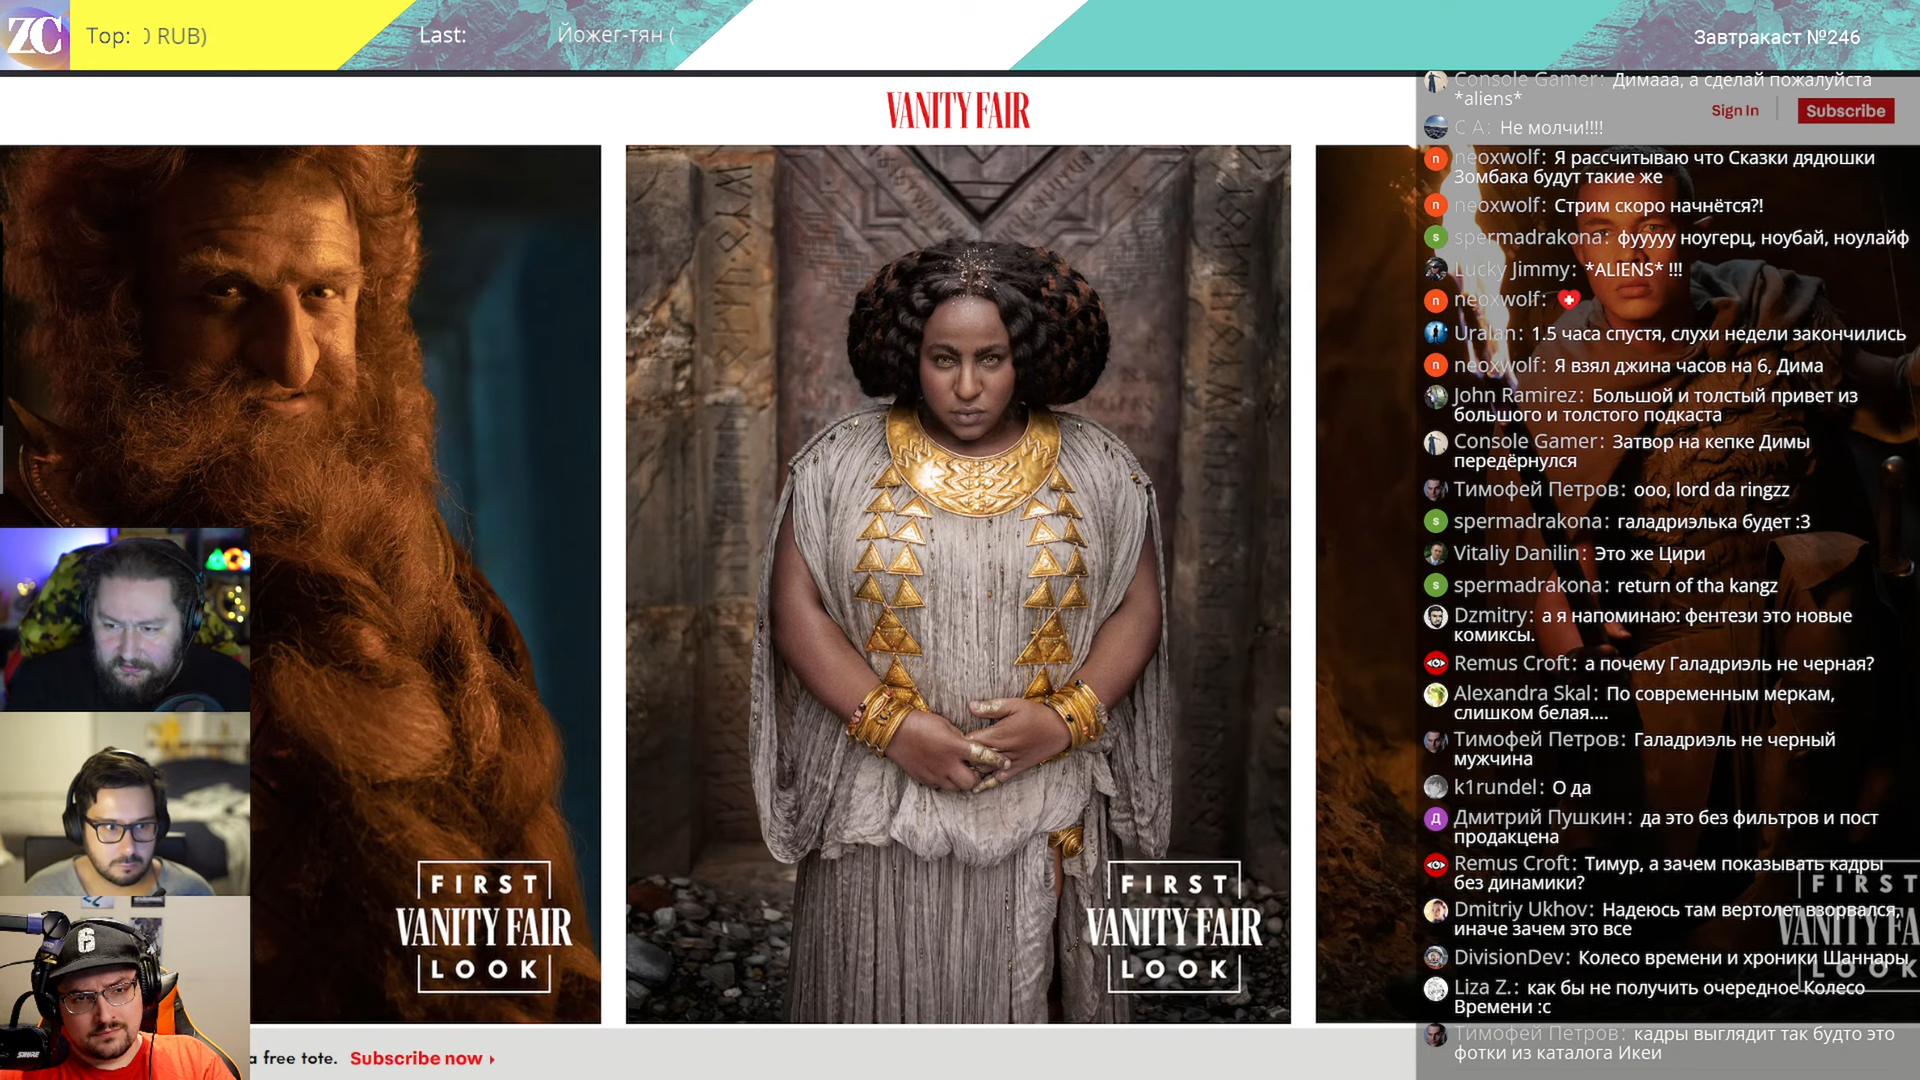 ZC
Top: 0 RUB)
Last:
Йожег-тян (
Завтракаст №246
VANITY FAIR
Sign In
Subscribe
Console Gamer: Димааа, а сделай пожалуйста
*aliens*
C A: Не молчи!!!!
neoxwolf: Я рассчитываю что Сказки дядюшки
Зомбака будут такие же
neoxwolf: Стрим скоро начнётся?!
spermadrakona: фууууу ноугерц, ноубай, ноулайф
Lucky Jimmy: *ALIENS* !!!
neoxwolf:
Uralan: 1.5 часа спустя, слухи недели закончились
neoxwolf: Я взял джина часов на 6, Дима
John Ramirez: Большой и толстый привет из
большого и толстого подкаста
Console Gamer: Затвор на кепке Димы
передёрнулся
Тимофей Петров: ооо, lord da ringzz
spermadrakona: галадриэлька будет :3
Vitaliy Danilin: Это же Цири
spermadrakona: return of tha kangz
Dzmitry: а я напоминаю: фентези это новые
комиксы.
Remus Croft: а почему Галадриэль не черная?
Alexandra Skal: По современным меркам,
слишком белая....
Тимофей Петров: Галадриэль не черный
мужчина
k1rundel: О да
Дмитрий Пушкин: да это без фильтров и пост
продакцена
Remus Croft: Тимур, а зачем показывать кадры
без динамики?
Dmitriy Ukhov: Надеюсь там вертолет взорвался,
иначе зачем это все
DivisionDev: Колесо времени и хроники Шаннары
Liza Z.: как бы не получить очередное Колесо
Времени :с
Тимофей Петров: кадры выглядит так будто это
фотки из каталога Икеи
FIRST
VANITY FAIR
LOOK
FIRST
VANITY FAIR
LOOK
FIRST
VANITY FA
LOOK
6
SHURE
a free tote. Subscribe now